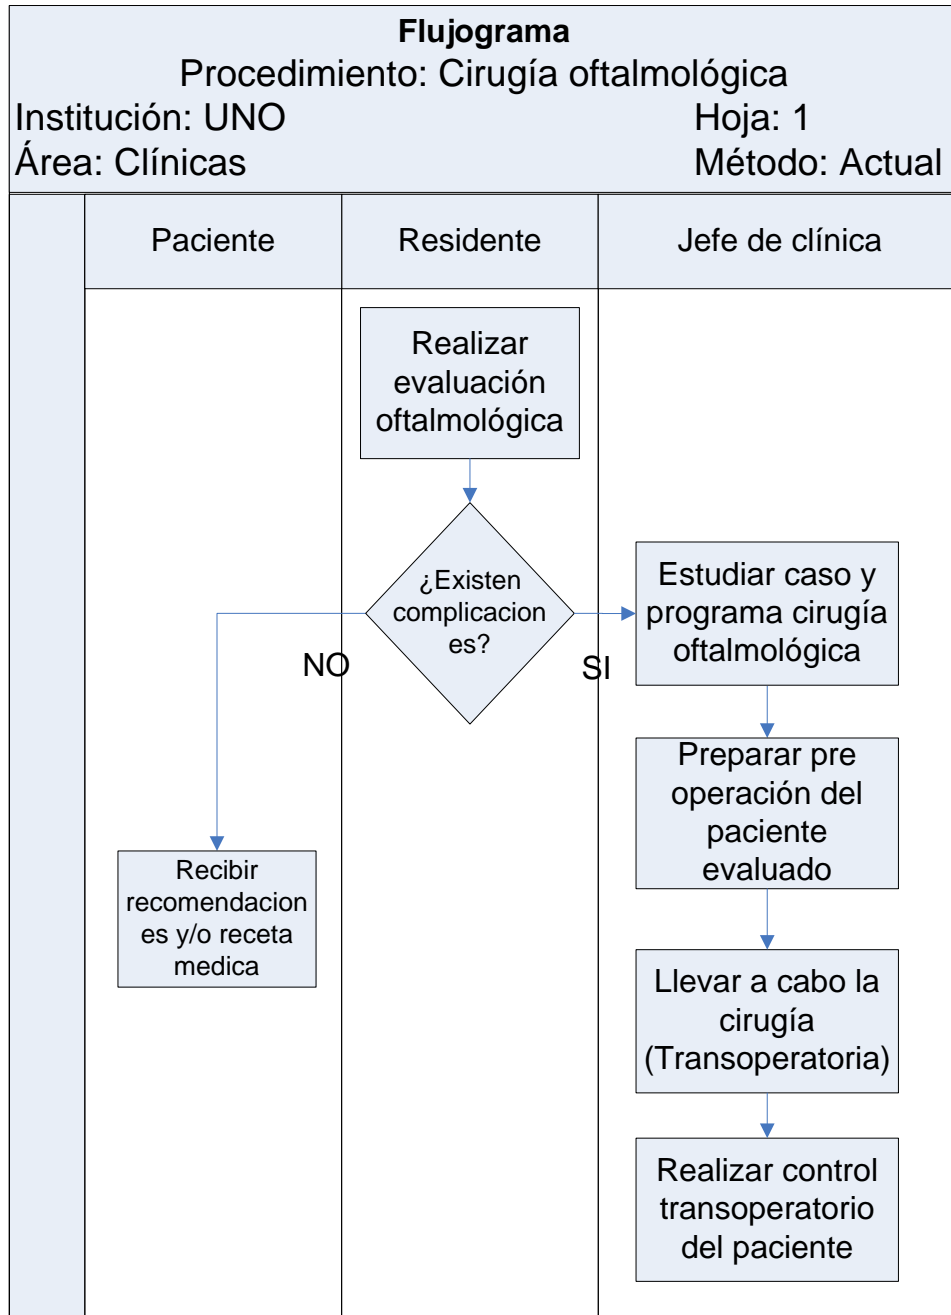 Flujograma
Procedimiento: Cirugía oftalmológica
Institución: UNO Hoja: 1
Área: Clínicas Método: Actual
Paciente Residente Jefe de clínica
Realizar
evaluación
oftalmológica
¿Existen
complicacion
es?
NO
SI
Estudiar caso y
programa cirugía
oftalmológica
Preparar pre
operación del
paciente
evaluado
Recibir
recomendacion
es y/o receta
medica
Llevar a cabo la
cirugía
(Transoperatoria)
Realizar control
transoperatorio
del paciente